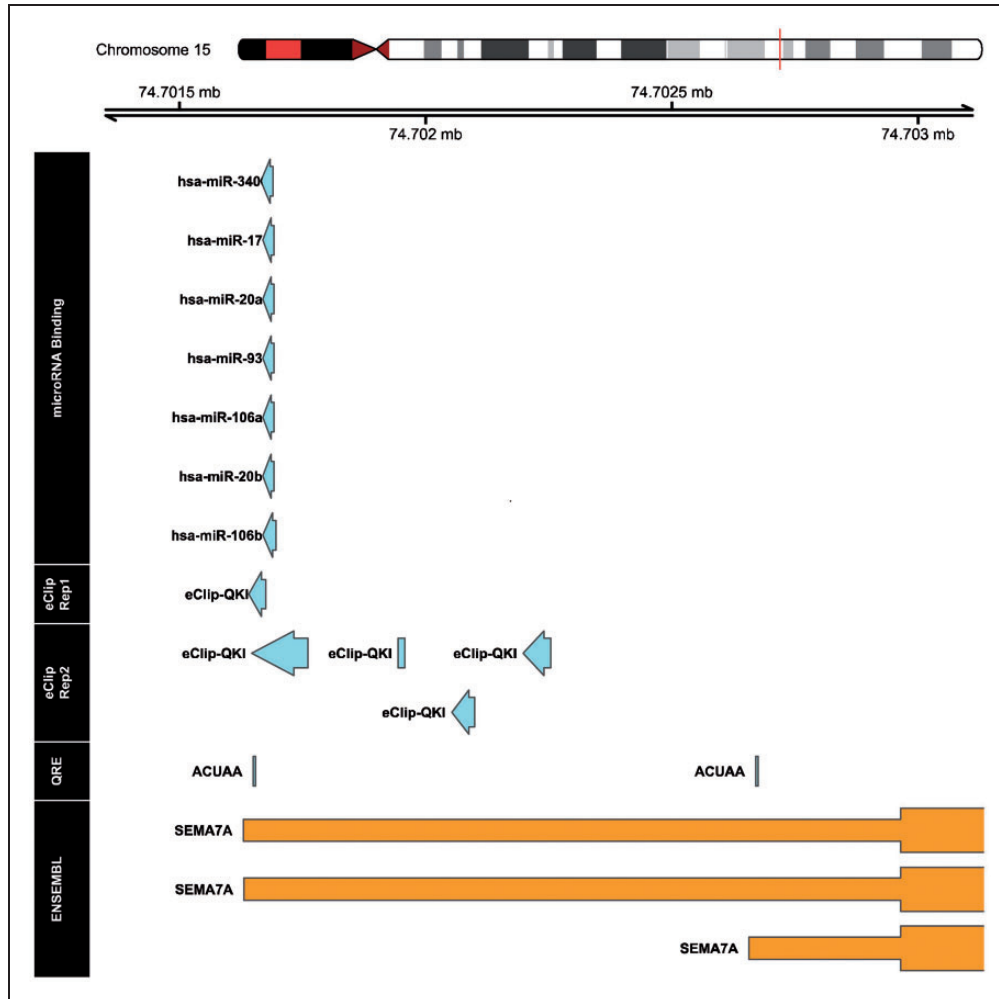 Chromosome 15
74.7015 mb
74.7025 mb
74.702 mb
74.703 mb
microRNA Binding
hsa-miR-340
hsa-miR-17
hsa-miR-20a
hsa-miR-93
hsa-miR-106a
hsa-miR-20b
hsa-miR-106b
eClip
Rep1
eClip-QKI
eClip
Rep2
eClip-QKI eClip-QKI eClip-QKI
eClip-QKI
QRE
ACUAA ACUAA
ENSEMBL
SEMA7A
SEMA7A
SEMA7A